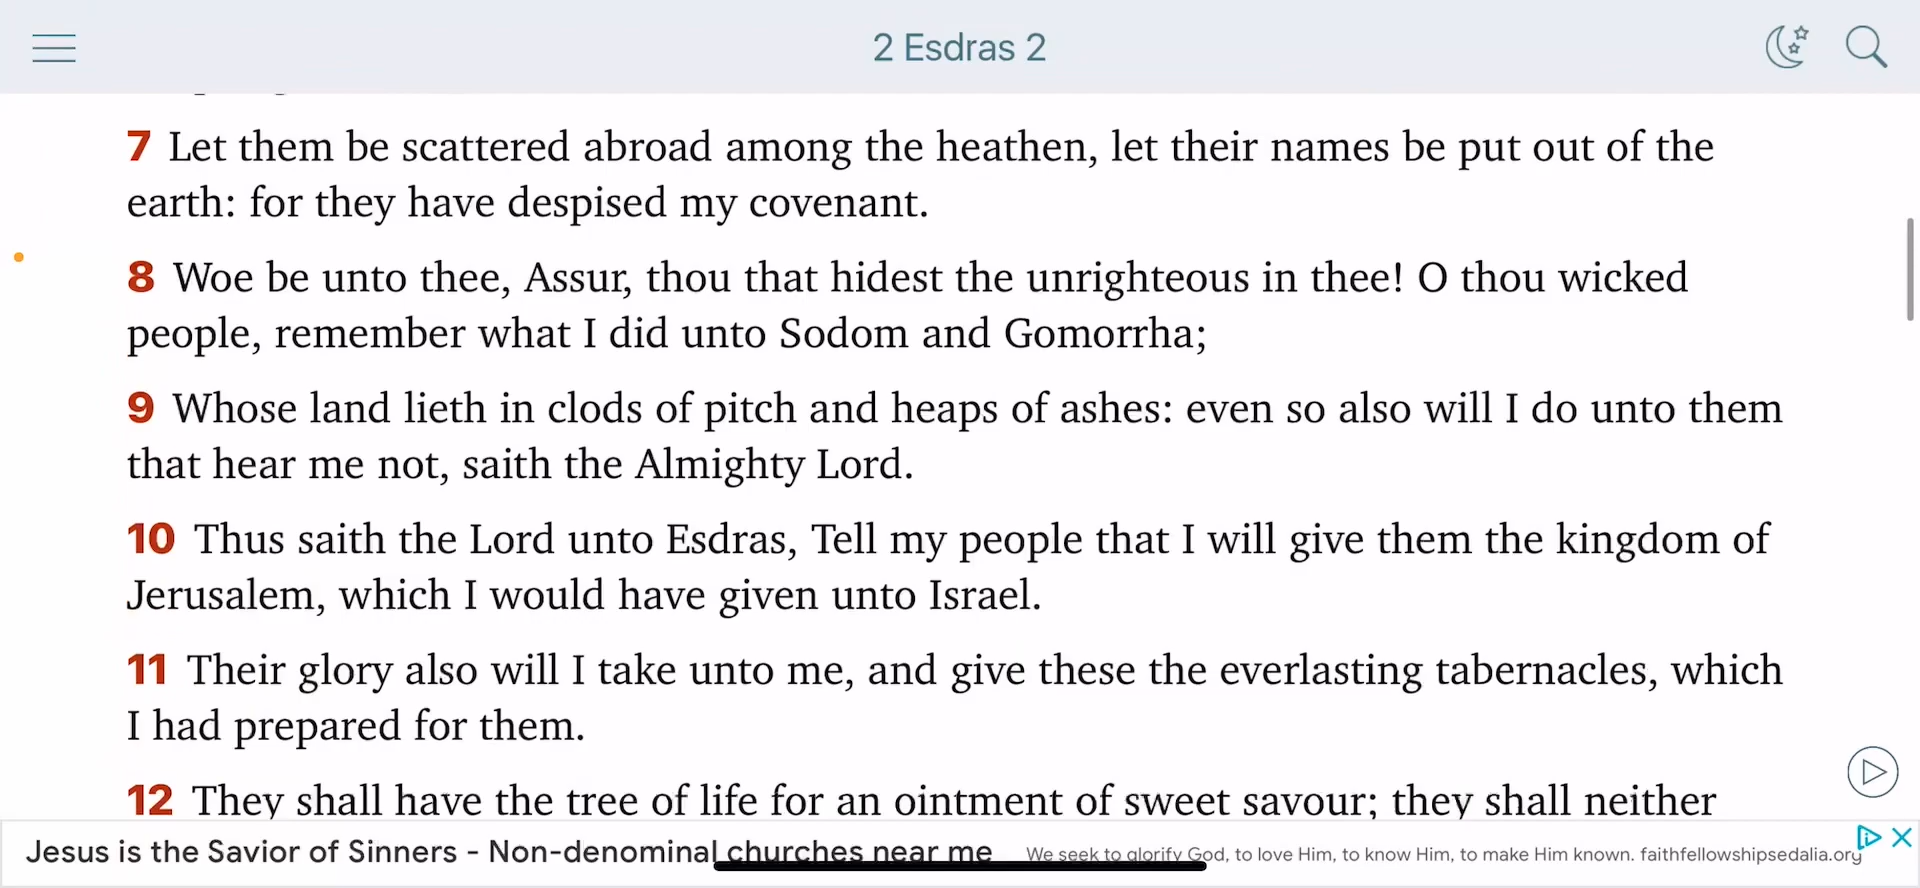 2 Esdras 2
7 Let them be scattered abroad among the heathen, let their names be put out of the
earth: for they have despised my covenant.
8 Woe be unto thee, Assur, thou that hidest the unrighteous in thee! O thou wicked
people, remember what I did unto Sodom and Gomorrha;
9 Whose land lieth in clods of pitch and heaps of ashes: even so also will I do unto them
that hear me not, saith the Almighty Lord.
10 Thus saith the Lord unto Esdras, Tell my people that I will give them the kingdom of
Jerusalem, which I would have given unto Israel.
11 Their glory also will I take unto me, and give these the everlasting tabernacles, which
I had prepared for them.
12 They shall have the tree of life for an ointment of sweet savour; they shall neither
Jesus is the Savior of Sinners - Non-denominal churches near me We seek to glorify God, to love Him, to know Him, to make Him known. faithfellowshipsedalia.org